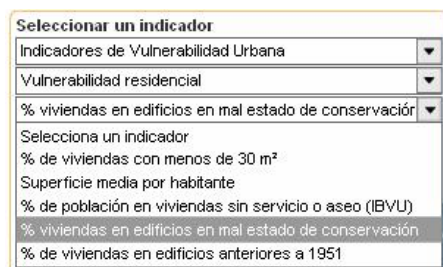 Seleccionar un indicador
Indicadores de Vulnerabilidad Urbana
Vulnerabilidad residencial
% viviendas en edificios en mal estado de conservaciór
Selecciona un indicador
% de viviendas con menos de 30 m²
Superficie media por habitante
% de población en viviendas sin servicio o aseo (IBVU)
% viviendas en edificios en mal estado de conservación
% de viviendas en edificios anteriores a 1951